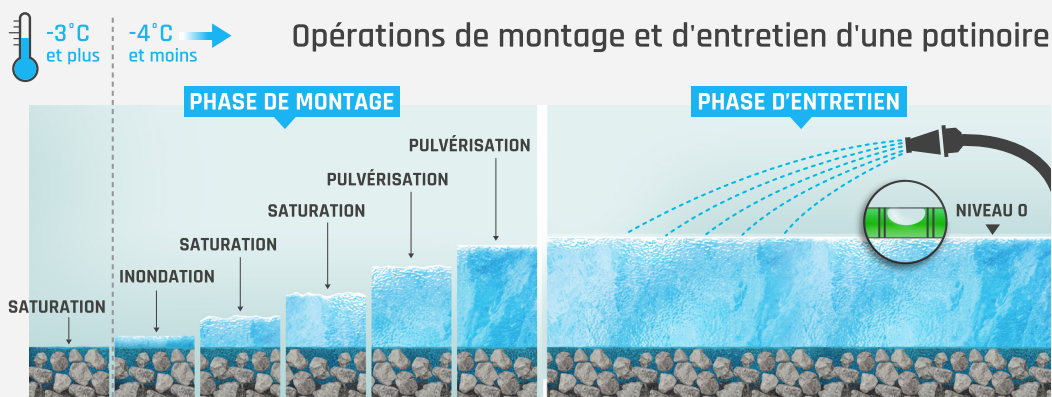 -3°C
et plus
-4°C
et moins
Opérations de montage et d'entretien d'une patinoire
PHASE DE MONTAGE
PHASE D'ENTRETIEN
PULVÉRISATION
PULVÉRISATION
SATURATION
SATURATION
INONDATION
SATURATION
NIVEAU 0